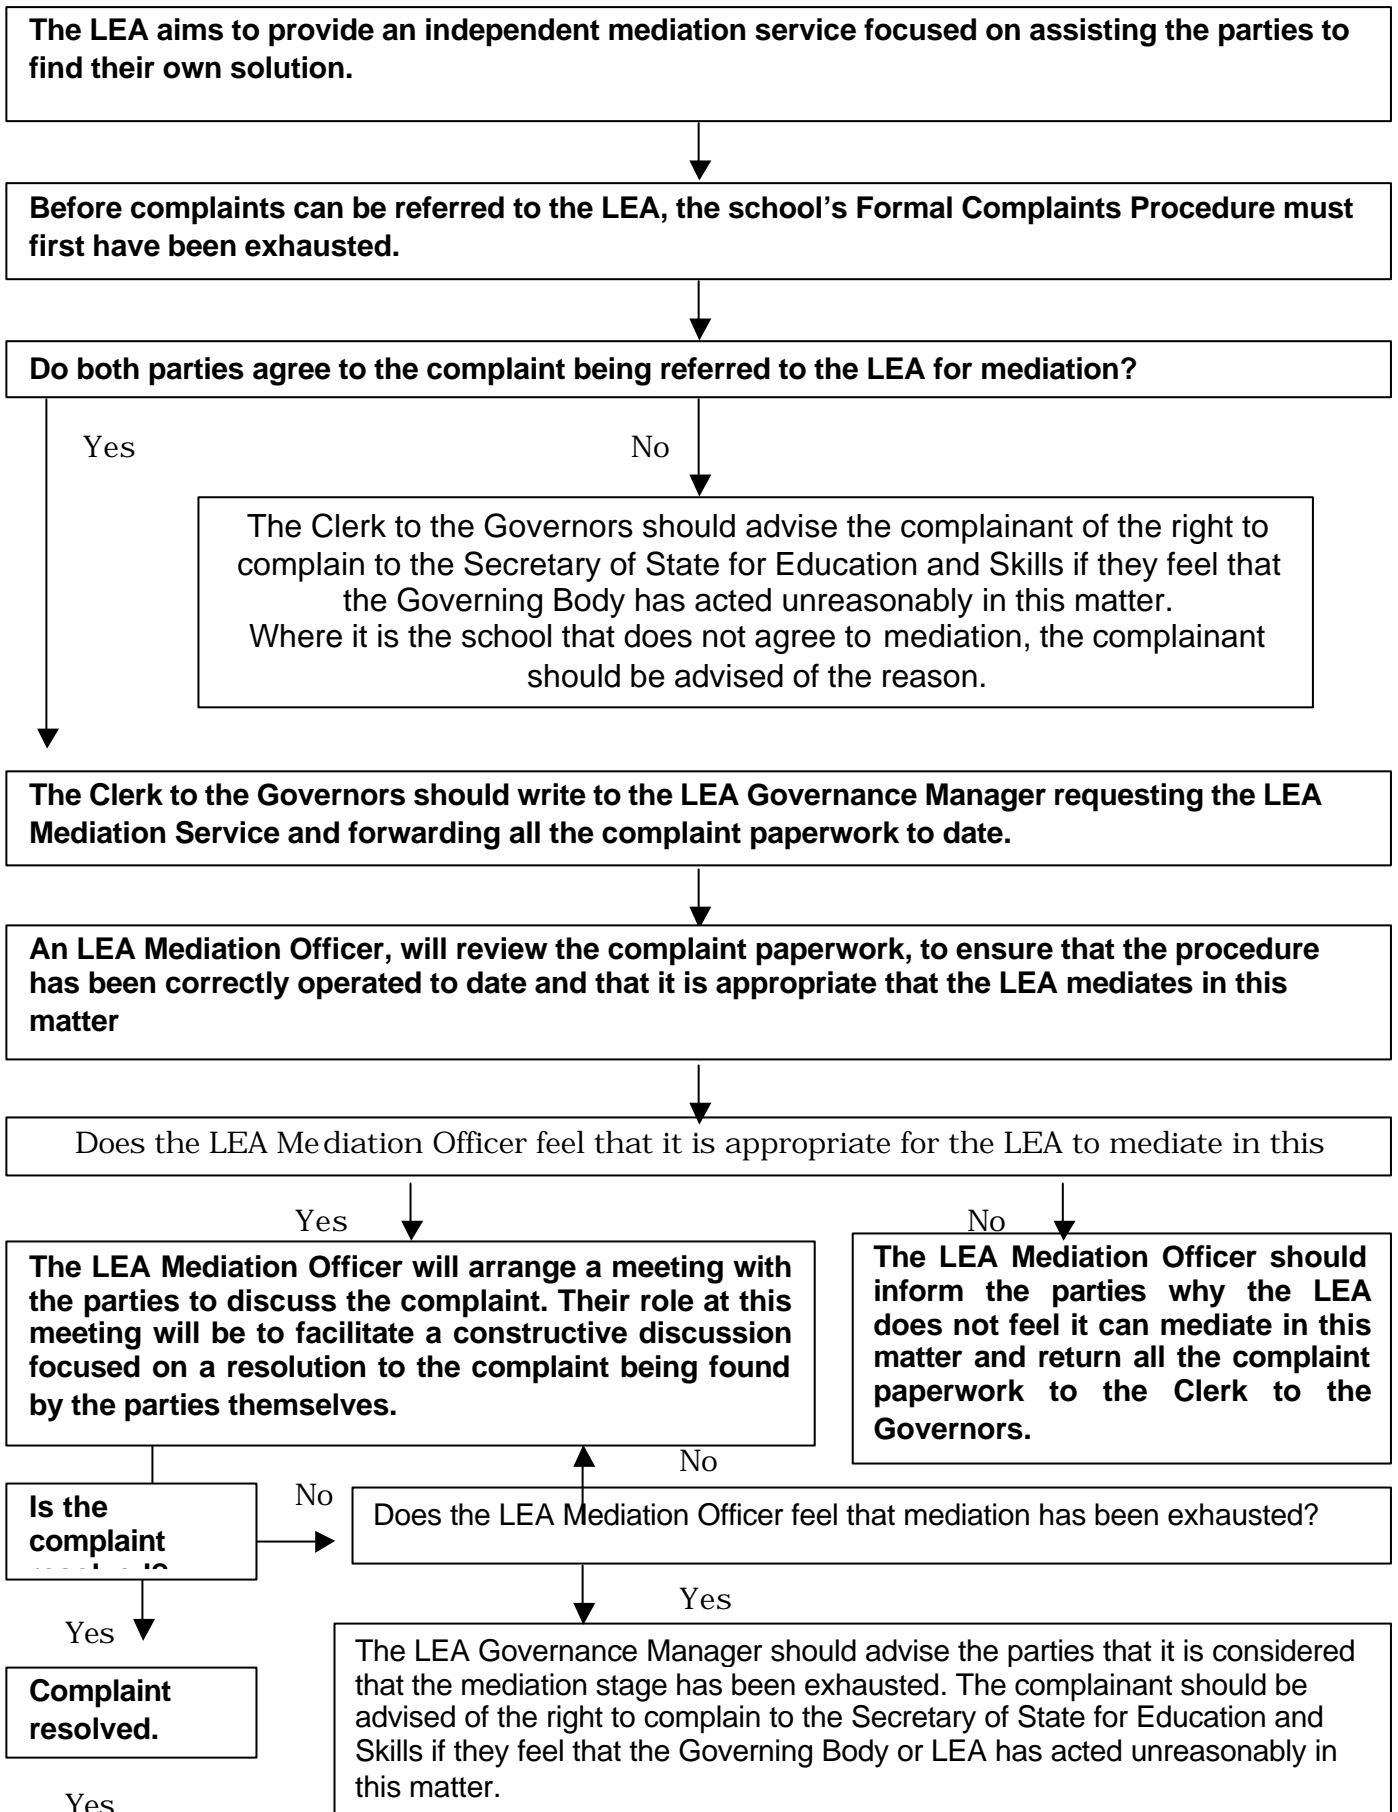 The LEA aims to provide an independent mediation service focused on assisting the parties to
find their own solution.
Before complaints can be referred to the LEA, the school’s Formal Complaints Procedure must
first have been exhausted.
Do both parties agree to the complaint being referred to the LEA for mediation?
Yes
No
The Clerk to the Governors should advise the complainant of the right to
complain to the Secretary of State for Education and Skills if they feel that
the Governing Body has acted unreasonably in this matter.
Where it is the school that does not agree to mediation, the complainant
should be advised of the reason.
The Clerk to the Governors should write to the LEA Governance Manager requesting the LEA
Mediation Service and forwarding all the complaint paperwork to date.
An LEA Mediation Officer, will review the complaint paperwork, to ensure that the procedure
has been correctly operated to date and that it is appropriate that the LEA mediates in this
matter
Does the LEA Mediation Officer feel that it is appropriate for the LEA to mediate in this
Yes
No
The LEA Mediation Officer will arrange a meeting with
the parties to discuss the complaint. Their role at this
meeting will be to facilitate a constructive discussion
focused on a resolution to the complaint being found
by the parties themselves.
The LEA Mediation Officer should
inform the parties why the LEA
does not feel it can mediate in this
matter and return all the complaint
paperwork to the Clerk to the
Governors.
Is the
complaint
No
No
Does the LEA Mediation Officer feel that mediation has been exhausted?
Yes
Yes
Complaint
resolved.
The LEA Governance Manager should advise the parties that it is considered
that the mediation stage has been exhausted. The complainant should be
advised of the right to complain to the Secretary of State for Education and
Skills if they feel that the Governing Body or LEA has acted unreasonably in
this matter.
Yes